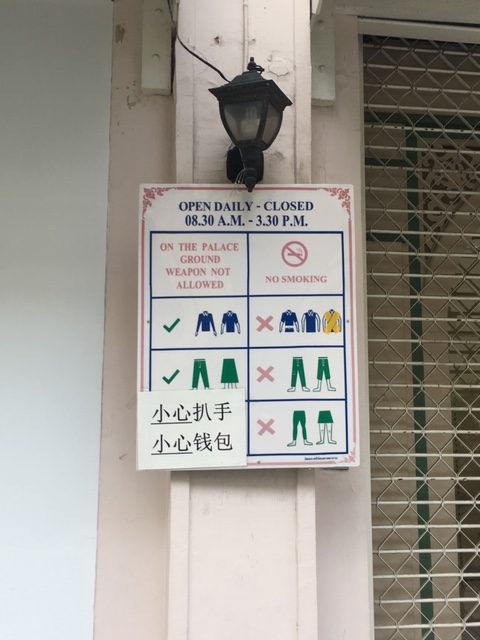 OPEN DAILY - CLOSED
08.30 A.M. - 3.30 P.M.
ON THE PALACE
GROUND
WEAPON NOT
ALLOWED
NO SMOKING
小心扒手
小心钱包